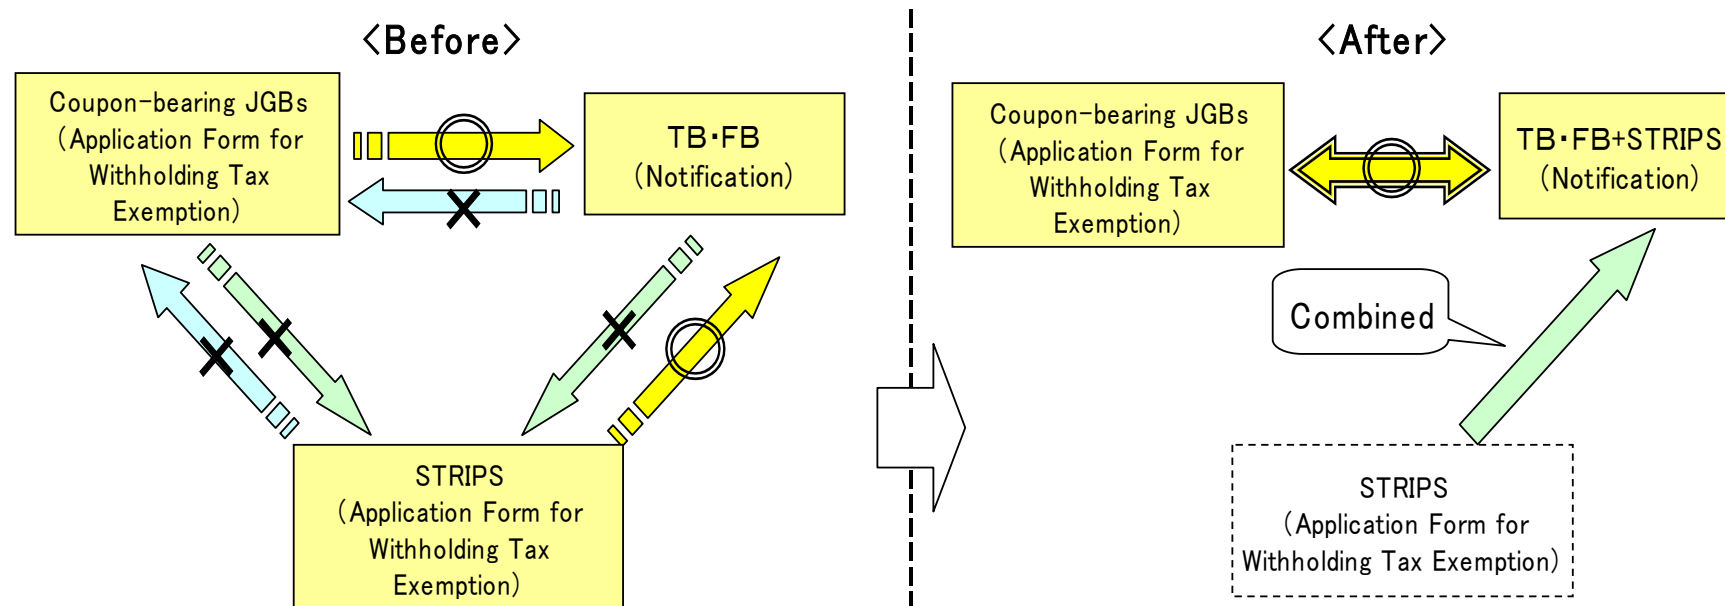 <Before>
Coupon-bearing JGBs
(Application Form for
Withholding Tax
Exemption)
TB・FB
(Notification)
STRIPS
(Application Form for
Withholding Tax
Exemption)
<After>
Coupon-bearing JGBs
(Application Form for
Withholding Tax
Exemption)
TB・FB+STRIPS
(Notification)
Combined
STRIPS
(Application Form for
Withholding Tax Exemption)